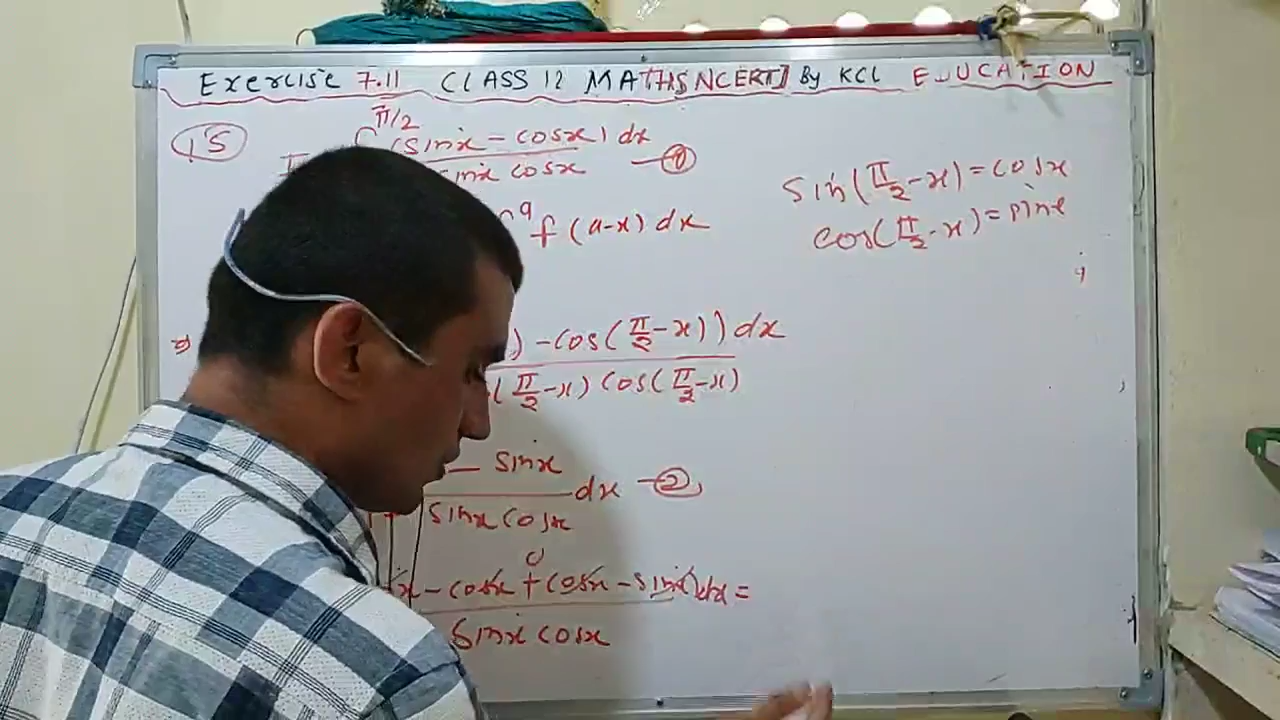 Exercise 7.11 CLASS 12 MATHS NCERT] By KCL EDUCATION
15
π/2
(sinx - cosx) dx
cosx —①
sin(π/2-x)=cosx
cos(π/2-x)=sinx
a f(a-x) dx
⇒ ) -cos(π/2-x)) dx
(π/2-x) cos(π/2-x)
— sinx dx —②
1+ sinx cosx
0
x - cosx + cosx - sinx) dx =
sinx cosx